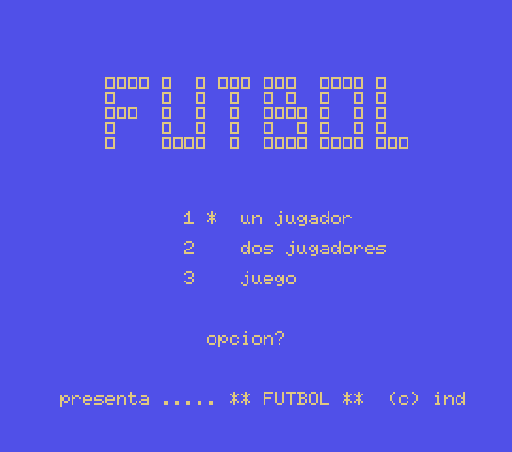 FUTBOL
1 * un jugador
2 dos jugadores
3 juego
opcion?
presenta ..... ** FUTBOL ** (c) ind